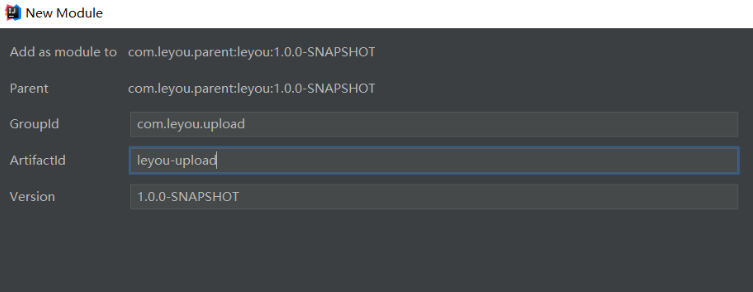 New Module
Add as module to com.leyou.parent:leyou:1.0.0-SNAPSHOT
Parent com.leyou.parent:leyou:1.0.0-SNAPSHOT
GroupId com.leyou.upload
ArtifactId leyou-upload
Version 1.0.0-SNAPSHOT